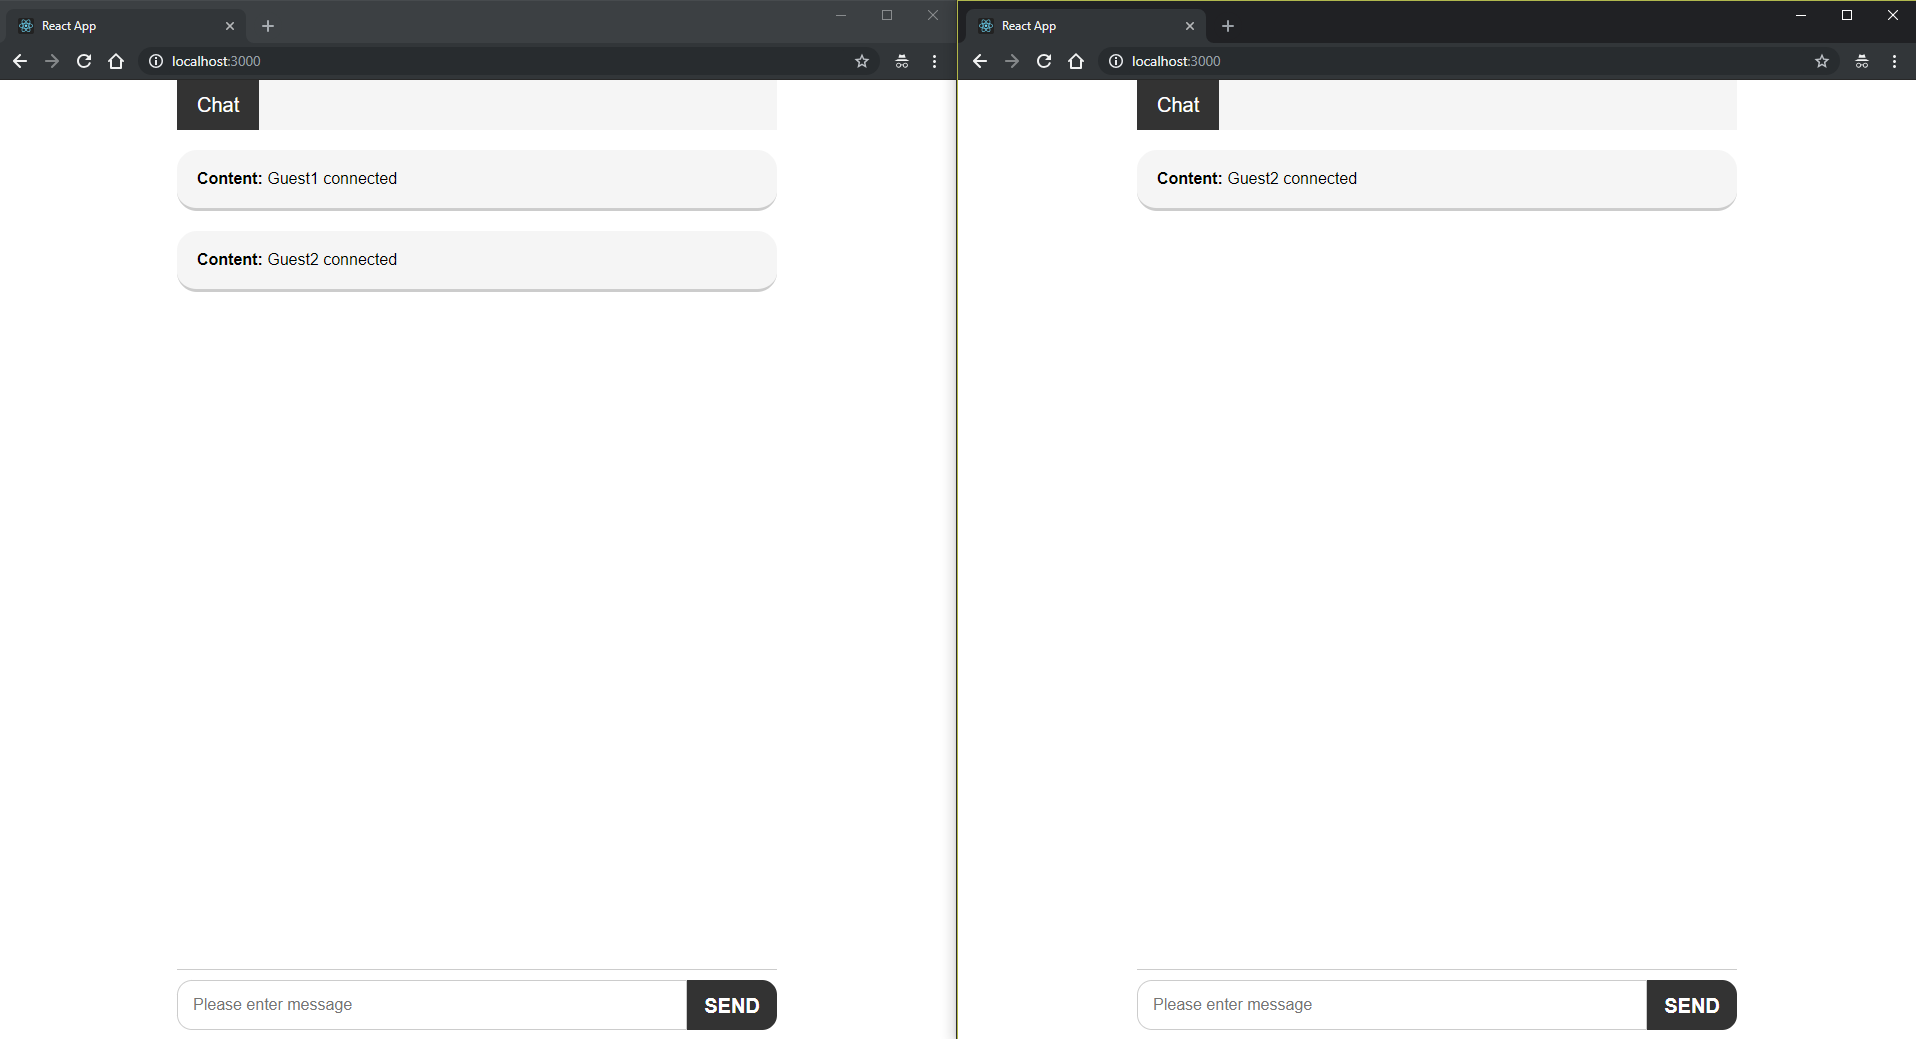 React App
localhost:3000
Chat
Content: Guest1 connected
Content: Guest2 connected
Please enter message
SEND
React App
localhost:3000
Chat
Content: Guest2 connected
Please enter message
SEND